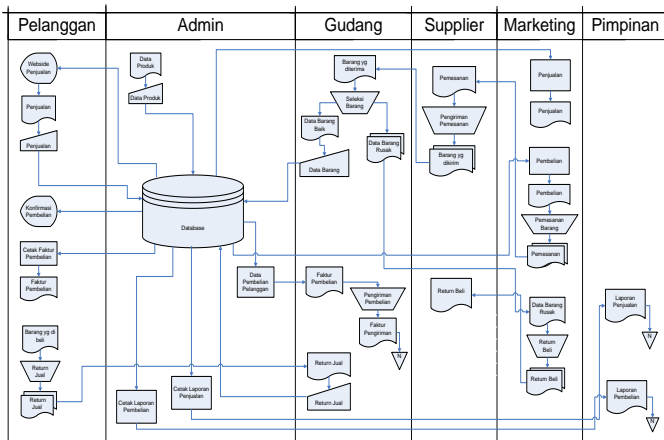 Pelanggan
Admin
Gudang
Supplier
Marketing
Pimpinan
Webside
Penjualan
Penjualan
Penjualan
Konfirmasi
Pembelian
Cetak Faktur
Pembelian
Faktur
Pembelian
Barang yg di
beli
Return
Jual
Return
Jual
Data
Produk
Data Produk
Database
Data
Pembelian
Pelanggan
Cetak Laporan
Pembelian
Cetak Laporan
Penjualan
Barang yg
diterima
Seleksi
Barang
Data Barang
Baik
Data Barang
Rusak
Data Barang
Faktur
Pembelian
Pengiriman
Pembelian
Faktur
Pengiriman
N
Return Jual
Return Jual
Pemesanan
Pengiriman
Pemesanan
Barang yg
dikirim
Return Beli
Penjualan
Penjualan
Pembelian
Pembelian
Pemesanan
Barang
Pemesanan
Data Barang
Rusak
Return
Beli
Return Beli
Laporan
Penjualan
N
Laporan
Pembelian
N